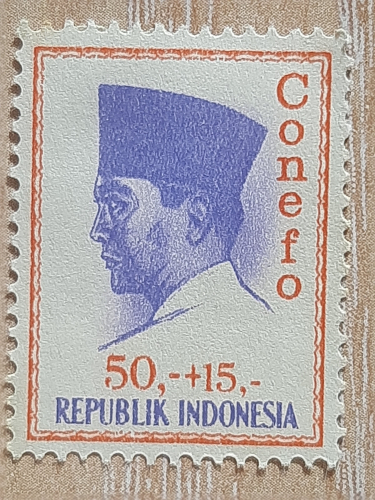 Conefo
50,-+15,-
REPUBLIK INDONESIA